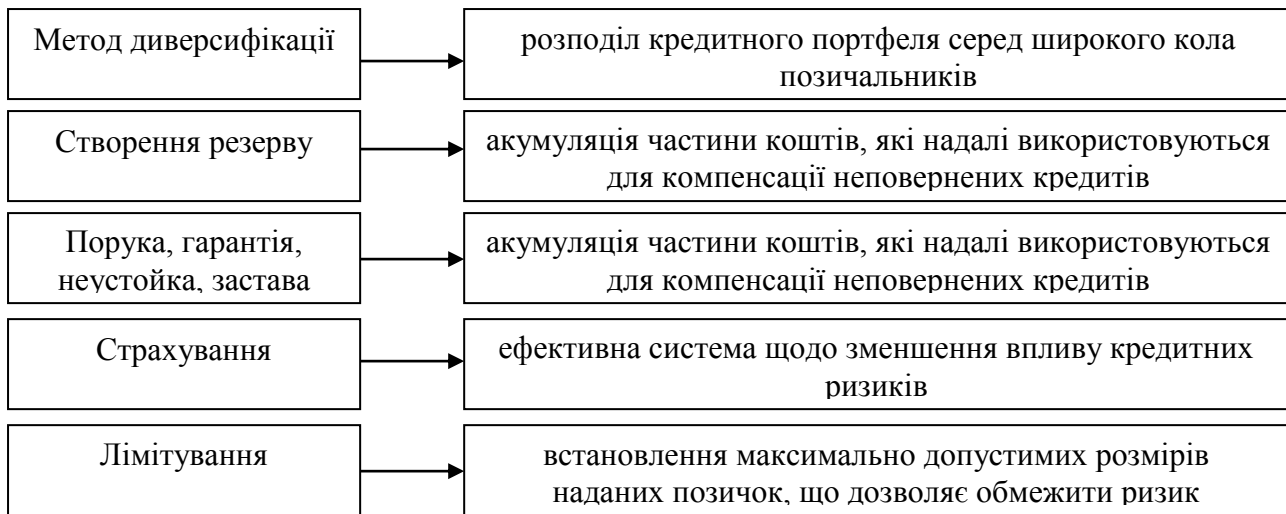 Метод диверсифікації
розподіл кредитного портфеля серед широкого кола
позичальників
Створення резерву
акумуляція частини коштів, які надалі використовуються
для компенсації неповернених кредитів
Порука, гарантія,
неустойка, застава
акумуляція частини коштів, які надалі використовуються
для компенсації неповернених кредитів
Страхування
ефективна система щодо зменшення впливу кредитних
ризиків
Лімітування
встановлення максимально допустимих розмірів
наданих позичок, що дозволяє обмежити ризик